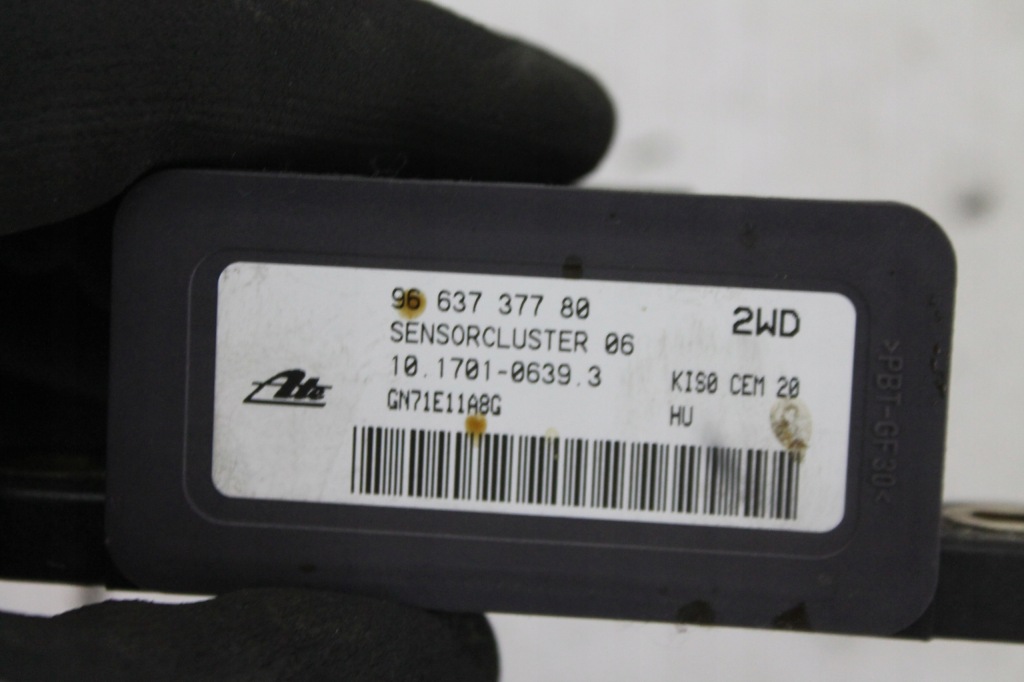 96 637 377 80
2WD
SENSORCLUSTER 06
10.1701-0639.3
KIS0 CEM 20
GN71E11A8G
HU
Ate
>PBT-GF30<